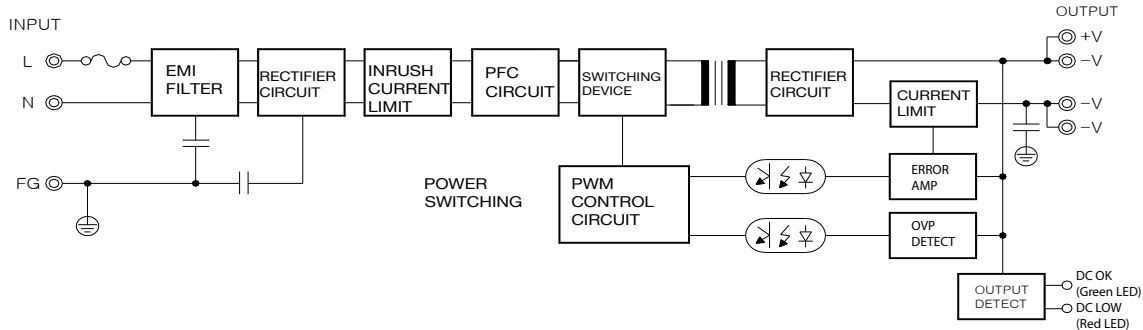 INPUT
OUTPUT
L
N
FG
EMI
FILTER
RECTIFIER
CIRCUIT
INRUSH
CURRENT
LIMIT
PFC
CIRCUIT
SWITCHING
DEVICE
RECTIFIER
CIRCUIT
CURRENT
LIMIT
+V
−V
−V
−V
POWER
SWITCHING
PWM
CONTROL
CIRCUIT
ERROR
AMP
OVP
DETECT
OUTPUT
DETECT
DC OK
(Green LED)
DC LOW
(Red LED)